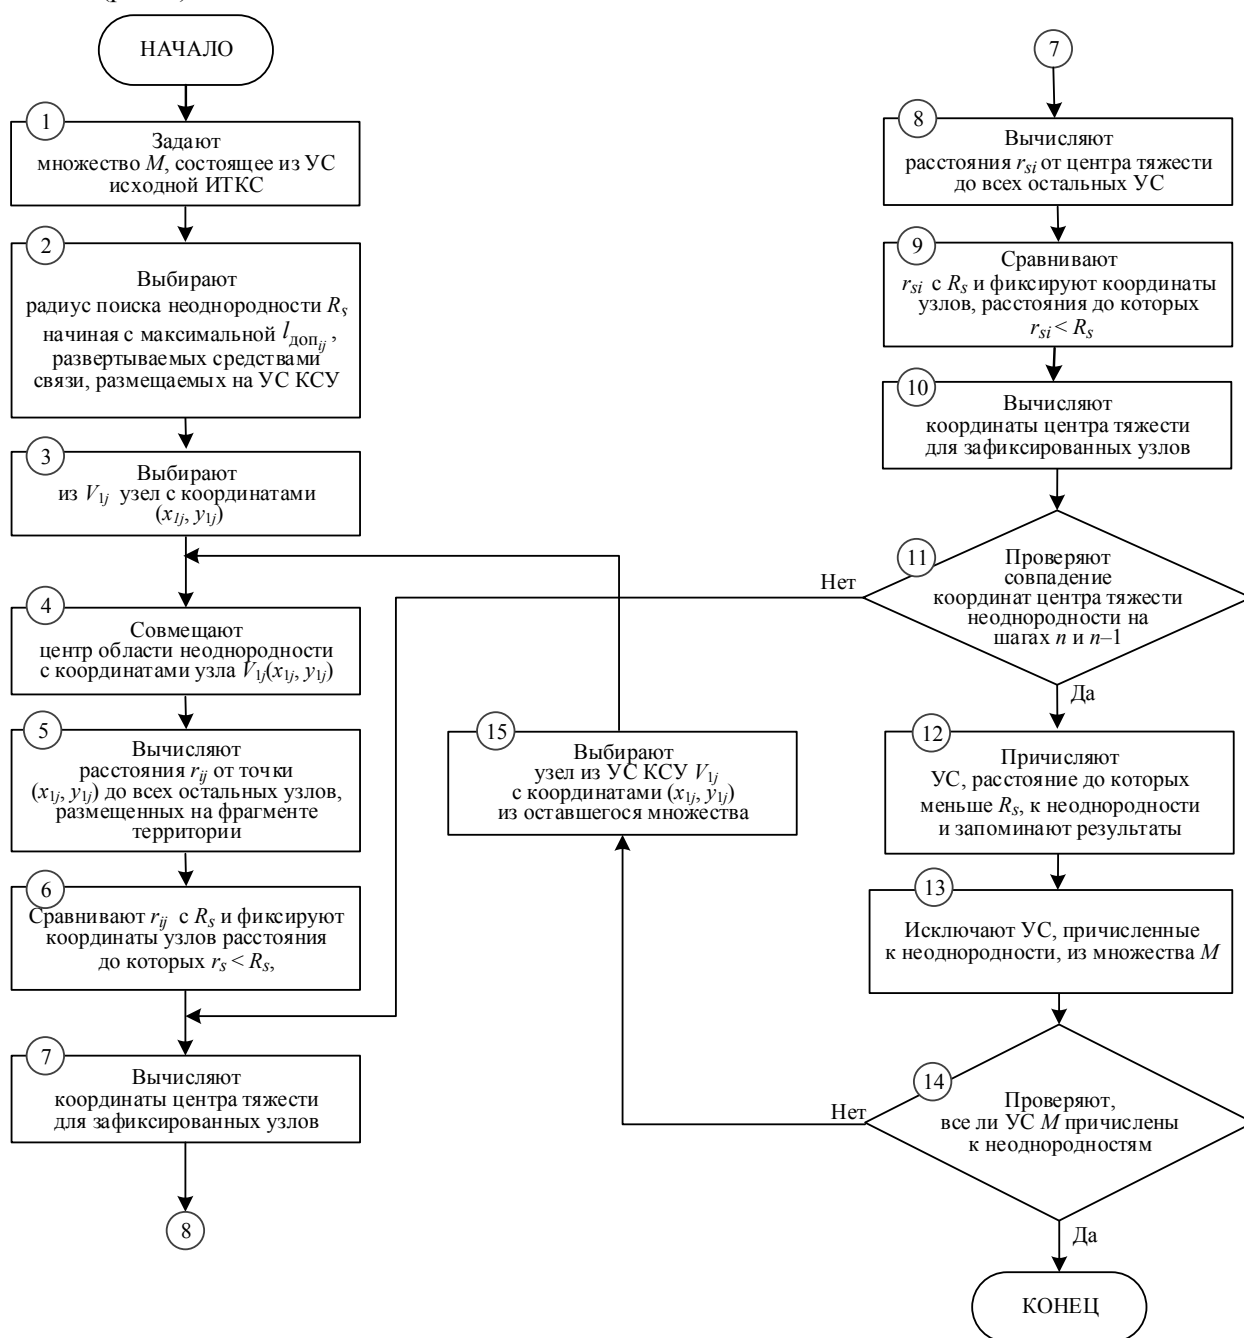 НАЧАЛО
1
Задают
множество M, состоящее из УС
исходной ИТКС
2
Выбирают
радиус поиска неоднородности Rs
начиная с максимальной lдопij,
развертываемых средствами
связи, размещаемых на УС КСУ
3
Выбирают
из V1j узел с координатами
(x1j, y1j)
4
Совмещают
центр области неоднородности
с координатами узла V1j(x1j, y1j)
5
Вычисляют
расстояния rij от точки
(x1j, y1j) до всех остальных узлов,
размещенных на фрагменте
территории
6
Сравнивают rij с Rs и фиксируют
координаты узлов расстояния
до которых rs < Rs,
7
Вычисляют
координаты центра тяжести
для зафиксированных узлов
8
7
8
Вычисляют
расстояния rsi от центра тяжести
до всех остальных УС
9
Сравнивают
rsi с Rs и фиксируют координаты
узлов, расстояния до которых
rsi < Rs
10
Вычисляют
координаты центра тяжести
для зафиксированных узлов
11
Проверяют
совпадение
координат центра тяжести
неоднородности на
шагах n и n–1
Нет
Да
12
Причисляют
УС, расстояние до которых
меньше Rs, к неоднородности
и запоминают результаты
13
Исключают УС, причисленные
к неоднородности, из множества M
14
Проверяют,
все ли УС M причислены
к неоднородностям
Нет
Да
15
Выбирают
узел из УС КСУ V1j
с координатами (x1j, y1j)
из оставшегося множества
КОНЕЦ